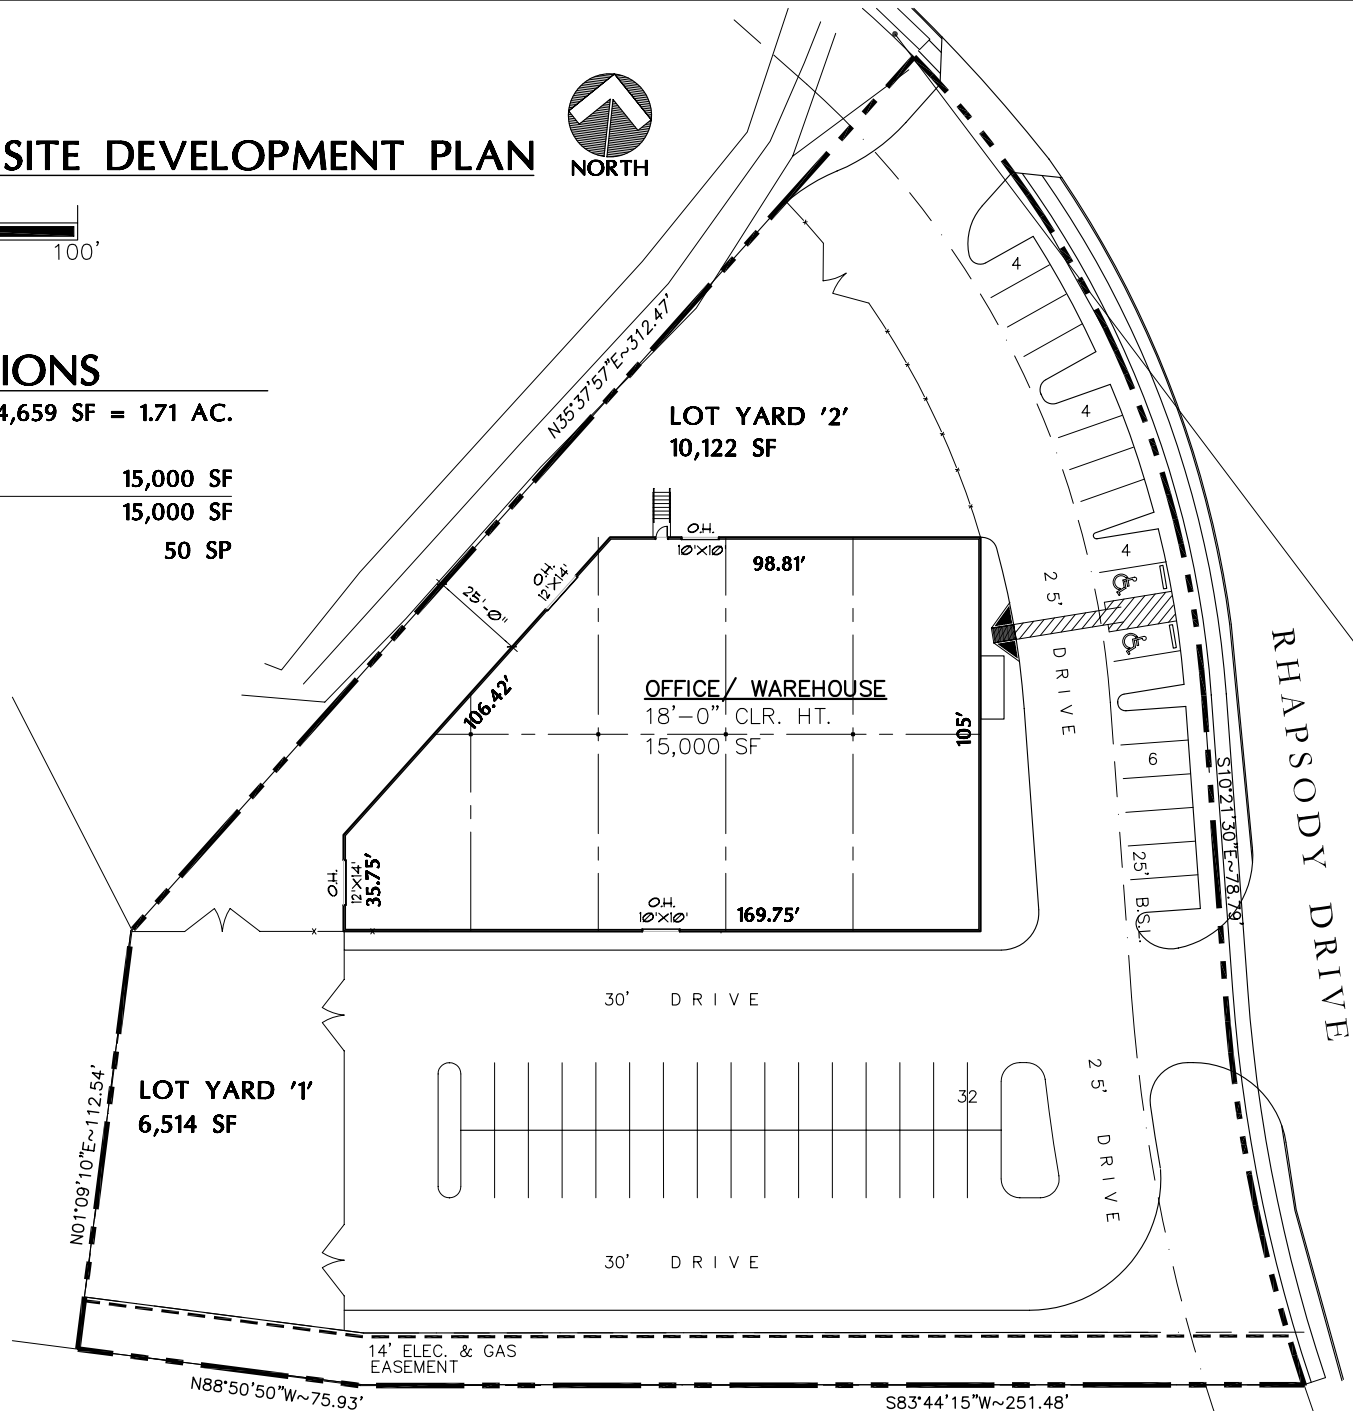 SITE DEVELOPMENT PLAN
NORTH
100'
IONS
4,659 SF = 1.71 AC.
15,000 SF
15,000 SF
50 SP
N35°37'57"E~312.47'
LOT YARD '2'
10,122 SF
4
4
4
O.H.
10'X10'
98.81'
O.H.
12'X14'
25'-0"
25' DRIVE
106.42'
OFFICE/ WAREHOUSE
18'-0" CLR. HT.
15,000 SF
105'
6
RHAPSODY DRIVE
S10°21'30"E~78.79'
25' B.S.L.
O.H.
12'X14'
35.75'
O.H.
10'X10'
169.75'
30' DRIVE
LOT YARD '1'
6,514 SF
N01°09'10"E~112.54'
32
25' DRIVE
30' DRIVE
14' ELEC. & GAS
EASEMENT
N88°50'50"W~75.93'
S83°44'15"W~251.48'